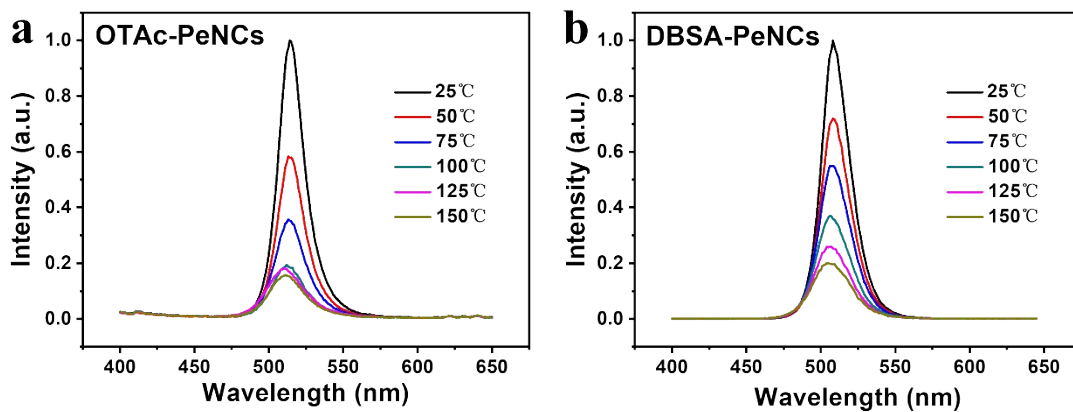 a
OTAc-PeNCs
Intensity (a.u.)
1.0
0.8
0.6
0.4
0.2
0.0
25℃
50℃
75℃
100℃
125℃
150℃
400 450 500 550 600 650
Wavelength (nm)
b
DBSA-PeNCs
Intensity (a.u.)
1.0
0.8
0.6
0.4
0.2
0.0
25℃
50℃
75℃
100℃
125℃
150℃
400 450 500 550 600 650
Wavelength (nm)